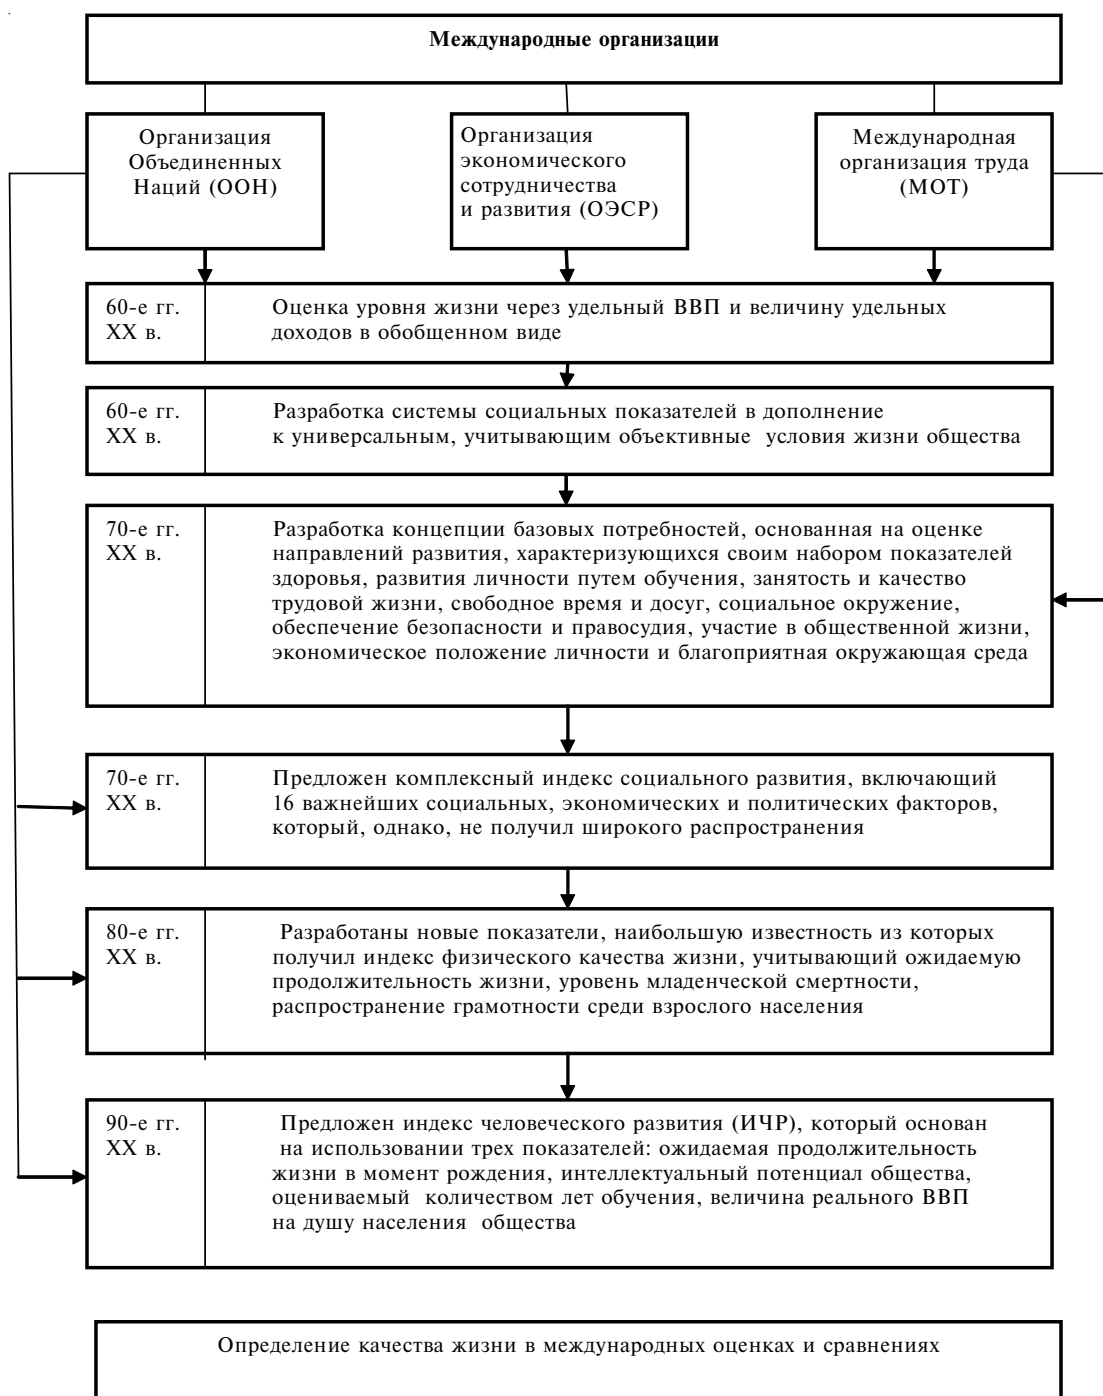 Международные организации
Организация
Объединенных
Наций (ООН)
Организация
экономического
сотрудничества
и развития (ОЭСР)
Международная
организация труда
(МОТ)
60-е гг.
XX в.
Оценка уровня жизни через удельный ВВП и величину удельных
доходов в обобщенном виде
60-е гг.
XX в.
Разработка системы социальных показателей в дополнение
к универсальным, учитывающим объективные условия жизни общества
70-е гг.
XX в.
Разработка концепции базовых потребностей, основанная на оценке
направлений развития, характеризующихся своим набором показателей
здоровья, развития личности путем обучения, занятость и качество
трудовой жизни, свободное время и досуг, социальное окружение,
обеспечение безопасности и правосудия, участие в общественной жизни,
экономическое положение личности и благоприятная окружающая среда
70-е гг.
XX в.
Предложен комплексный индекс социального развития, включающий
16 важнейших социальных, экономических и политических факторов,
который, однако, не получил широкого распространения
80-е гг.
XX в.
Разработаны новые показатели, наибольшую известность из которых
получил индекс физического качества жизни, учитывающий ожидаемую
продолжительность жизни, уровень младенческой смертности,
распространение грамотности среди взрослого населения
90-е гг.
XX в.
Предложен индекс человеческого развития (ИЧР), который основан
на использовании трех показателей: ожидаемая продолжительность
жизни в момент рождения, интеллектуальный потенциал общества,
оцениваемый количеством лет обучения, величина реального ВВП
на душу населения общества
Определение качества жизни в международных оценках и сравнениях